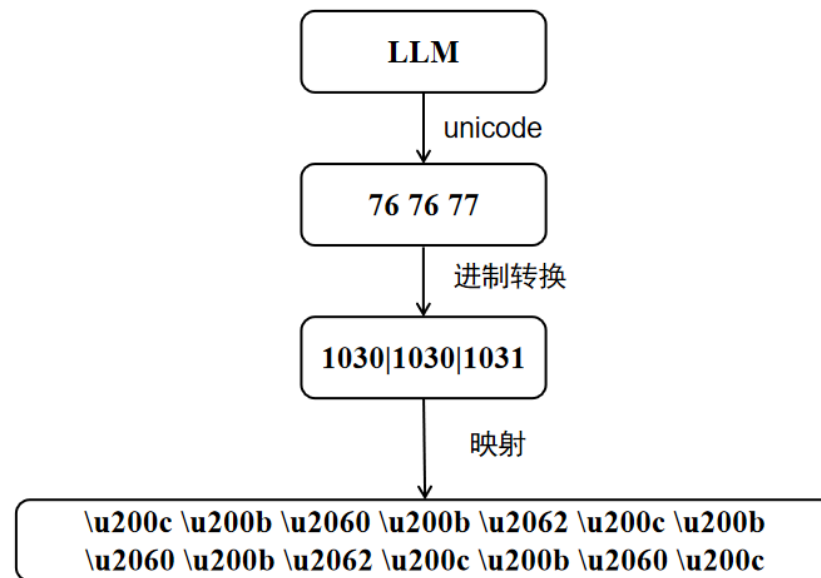 LLM
unicode
76 76 77
进制转换
1030|1030|1031
映射
\u200c \u200b \u2060 \u200b \u2062 \u200c \u200b
\u2060 \u200b \u2062 \u200c \u200b \u2060 \u200c